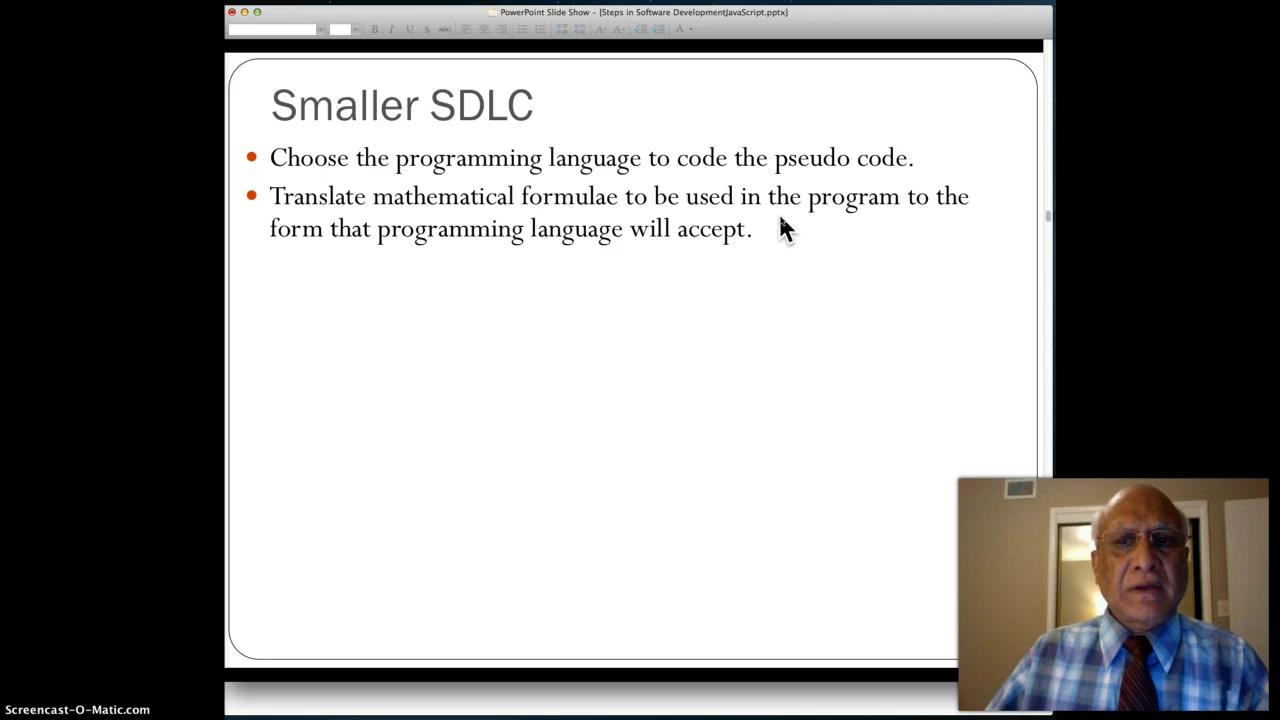 PowerPoint Slide Show – [Steps in Software DevelopmentJavaScript.pptx]
B I U S ABC A A A
Smaller SDLC
• Choose the programming language to code the pseudo code.
• Translate mathematical formulae to be used in the program to the
form that programming language will accept.
Screencast-O-Matic.com